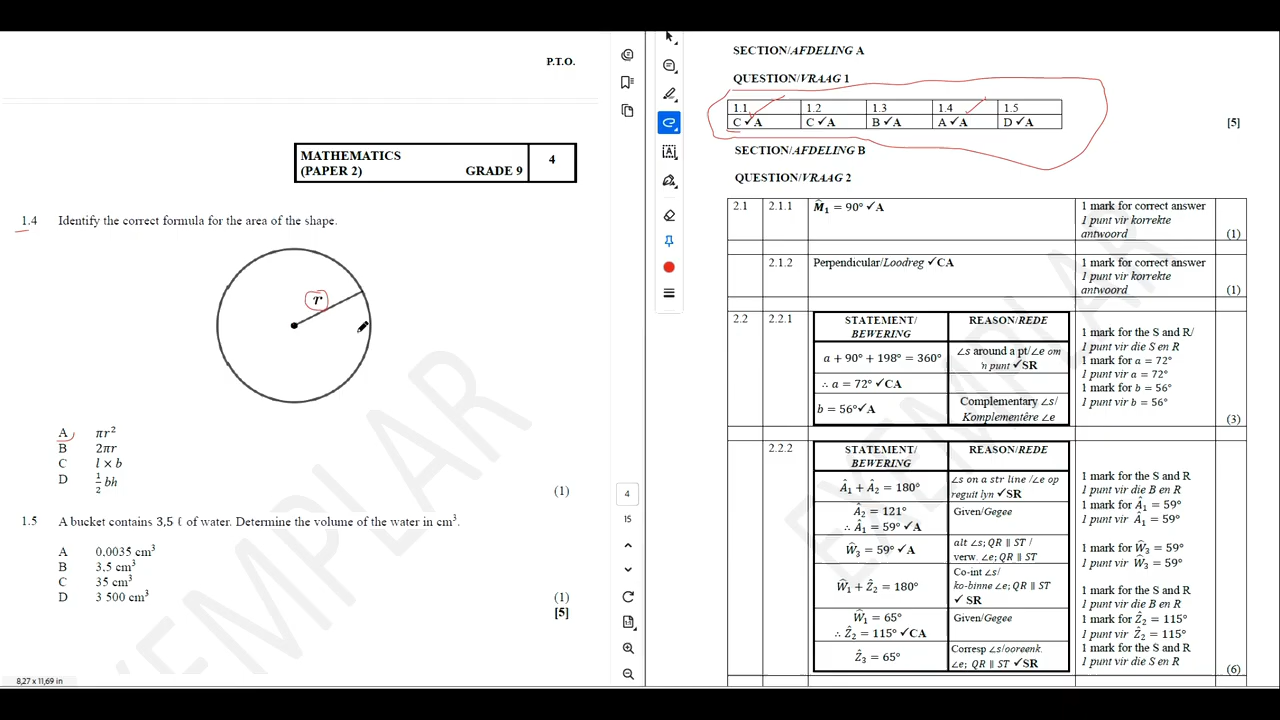 P.T.O.
MATHEMATICS
(PAPER 2) GRADE 9
4
1.4 Identify the correct formula for the area of the shape.
r
A πr²
B 2πr
C l × b
D 1/2 bh
(1)
1.5 A bucket contains 3,5 ℓ of water. Determine the volume of the water in cm³.
A 0.0035 cm³
B 3.5 cm³
C 35 cm³
D 3 500 cm³
(1)
[5]
EXEMPLAR
8,27 x 11,69 in
4
15
SECTION/AFDELING A
QUESTION/VRAAG 1
1.1 1.2 1.3 1.4 1.5
C ✓A C ✓A B ✓A A ✓A D ✓A
[5]
SECTION/AFDELING B
QUESTION/VRAAG 2
2.1 2.1.1 M̂₁ = 90° ✓A
1 mark for correct answer
1 punt vir korrekte
antwoord
(1)
2.1.2 Perpendicular/Loodreg ✓CA
1 mark for correct answer
1 punt vir korrekte
antwoord
(1)
2.2 2.2.1
STATEMENT/
BEWERING
REASON/REDE
a + 90° + 198° = 360°
∠s around a pt/∠e om
'n punt ✓SR
∴ a = 72° ✓CA
b = 56°✓A
Complementary ∠s/
Komplementêre ∠e
1 mark for the S and R/
1 punt vir die S en R
1 mark for a = 72°
1 punt vir a = 72°
1 mark for b = 56°
1 punt vir b = 56°
(3)
2.2.2
STATEMENT/
BEWERING
REASON/REDE
Â₁ + Â₂ = 180°
∠s on a str line /∠e op
reguit lyn ✓SR
Â₂ = 121°
∴ Â₁ = 59° ✓A
Given/Gegee
Ŵ₃ = 59° ✓A
alt ∠s; QR ∥ ST /
verw. ∠e; QR ∥ ST
Ŵ₁ + Ẑ₂ = 180°
Co-int ∠s/
ko-binne ∠e; QR ∥ ST
✓ SR
Ŵ₁ = 65°
∴ Ẑ₂ = 115° ✓CA
Given/Gegee
Ẑ₃ = 65°
Corresp ∠s/ooreenk.
∠e; QR ∥ ST ✓SR
1 mark for the S and R
1 punt vir die B en R
1 mark for Â₁ = 59°
1 punt vir Â₁ = 59°
1 mark for Ŵ₃ = 59°
1 punt vir Ŵ₃ = 59°
1 mark for the S and R
1 punt vir die B en R
1 mark for Ẑ₂ = 115°
1 punt vir Ẑ₂ = 115°
1 mark for the S and R
1 punt vir die S en R
(6)
EXEMPLAR